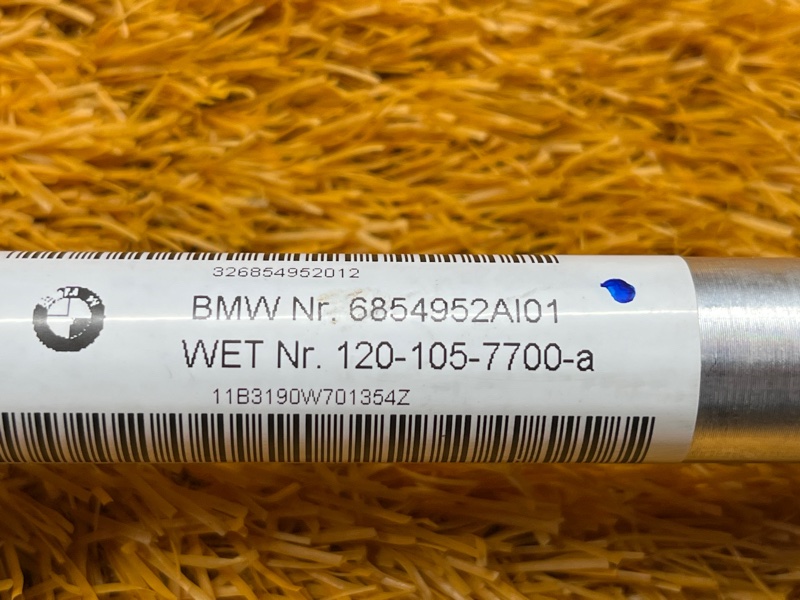 326854952012
BMW Nr. 6854952AI01
WET Nr. 120-105-7700-a
11B3190W701354Z